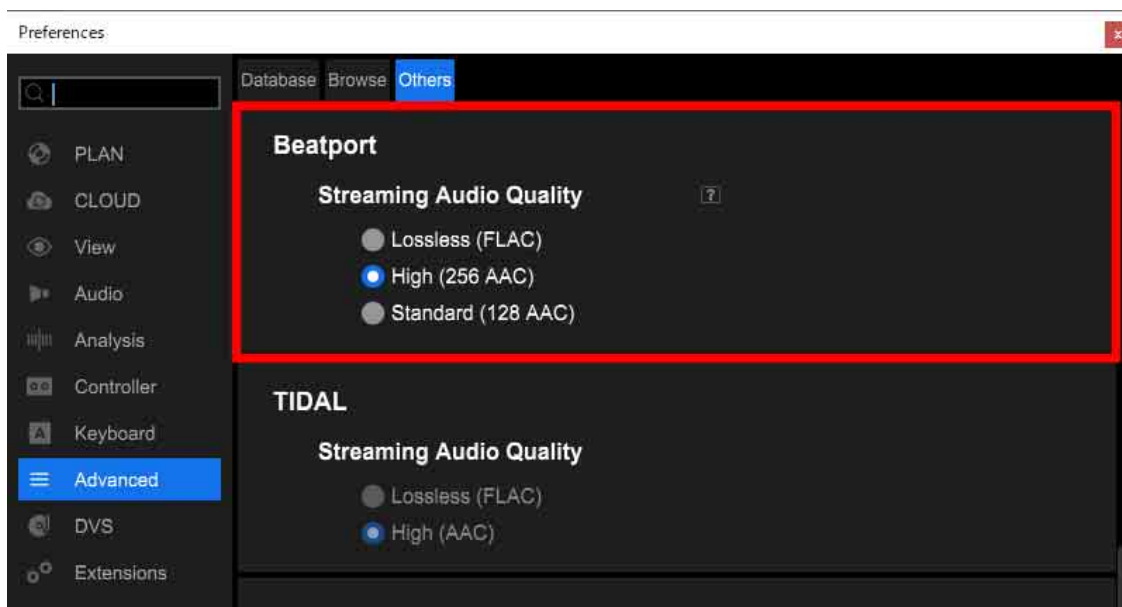 Preferences
x
Database Browse Others
PLAN
CLOUD
View
Audio
Analysis
Controller
Keyboard
Advanced
DVS
Extensions
Beatport
Streaming Audio Quality ?
Lossless (FLAC)
High (256 AAC)
Standard (128 AAC)
TIDAL
Streaming Audio Quality
Lossless (FLAC)
High (AAC)